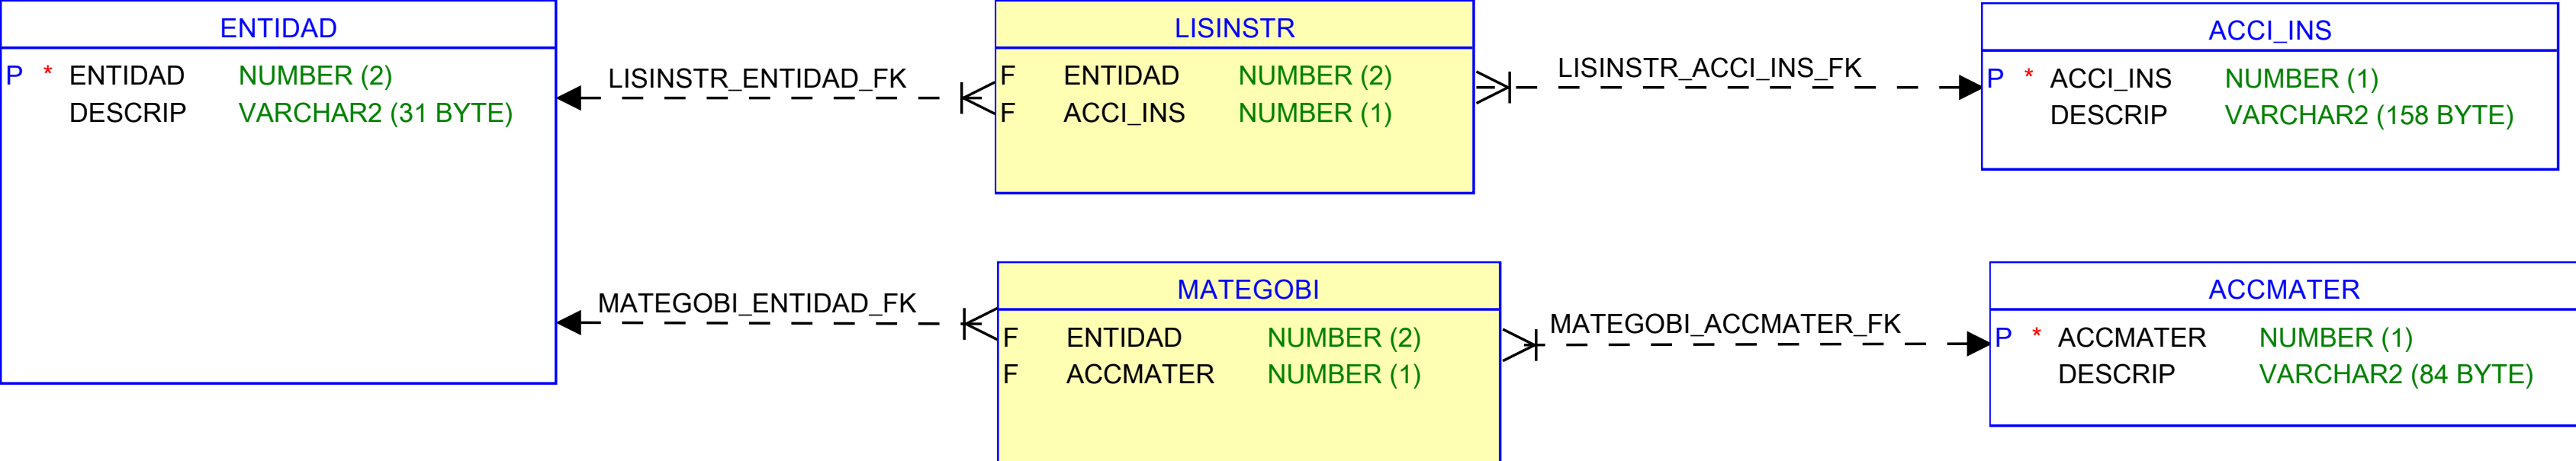 ENTIDAD
P * ENTIDAD NUMBER (2)
DESCRIP VARCHAR2 (31 BYTE)
LISINSTR_ENTIDAD_FK
LISINSTR
F ENTIDAD NUMBER (2)
F ACCI_INS NUMBER (1)
LISINSTR_ACCI_INS_FK
ACCI_INS
P * ACCI_INS NUMBER (1)
DESCRIP VARCHAR2 (158 BYTE)
MATEGOBI_ENTIDAD_FK
MATEGOBI
F ENTIDAD NUMBER (2)
F ACCMATER NUMBER (1)
MATEGOBI_ACCMATER_FK
ACCMATER
P * ACCMATER NUMBER (1)
DESCRIP VARCHAR2 (84 BYTE)